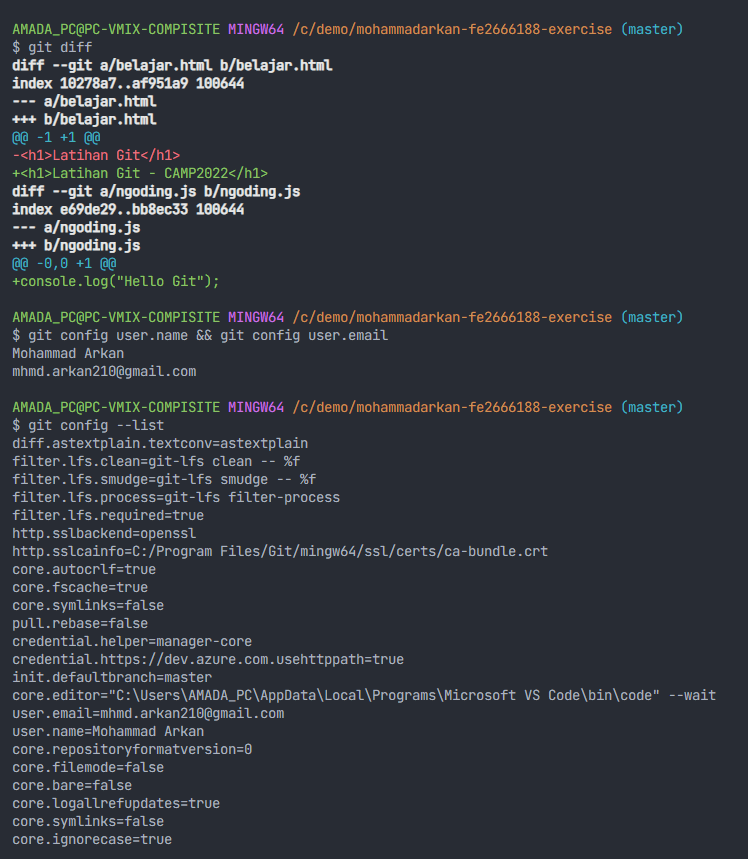 AMADA_PC@PC-VMIX-COMPISITE MINGW64 /c/demo/mohammadarkan-fe2666188-exercise (master)
$ git diff
diff --git a/belajar.html b/belajar.html
index 10278a7..af951a9 100644
--- a/belajar.html
+++ b/belajar.html
@@ -1 +1 @@
-<h1>Latihan Git</h1>
+<h1>Latihan Git - CAMP2022</h1>
diff --git a/ngoding.js b/ngoding.js
index e69de29..bb8ec33 100644
--- a/ngoding.js
+++ b/ngoding.js
@@ -0,0 +1 @@
+console.log("Hello Git");
AMADA_PC@PC-VMIX-COMPISITE MINGW64 /c/demo/mohammadarkan-fe2666188-exercise (master)
$ git config user.name && git config user.email
Mohammad Arkan
mhmd.arkan210@gmail.com
AMADA_PC@PC-VMIX-COMPISITE MINGW64 /c/demo/mohammadarkan-fe2666188-exercise (master)
$ git config --list
diff.astextplain.textconv=astextplain
filter.lfs.clean=git-lfs clean -- %f
filter.lfs.smudge=git-lfs smudge -- %f
filter.lfs.process=git-lfs filter-process
filter.lfs.required=true
http.sslbackend=openssl
http.sslcainfo=C:/Program Files/Git/mingw64/ssl/certs/ca-bundle.crt
core.autocrlf=true
core.fscache=true
core.symlinks=false
pull.rebase=false
credential.helper=manager-core
credential.https://dev.azure.com.usehttppath=true
init.defaultbranch=master
core.editor="C:\Users\AMADA_PC\AppData\Local\Programs\Microsoft VS Code\bin\code" --wait
user.email=mhmd.arkan210@gmail.com
user.name=Mohammad Arkan
core.repositoryformatversion=0
core.filemode=false
core.bare=false
core.logallrefupdates=true
core.symlinks=false
core.ignorecase=true